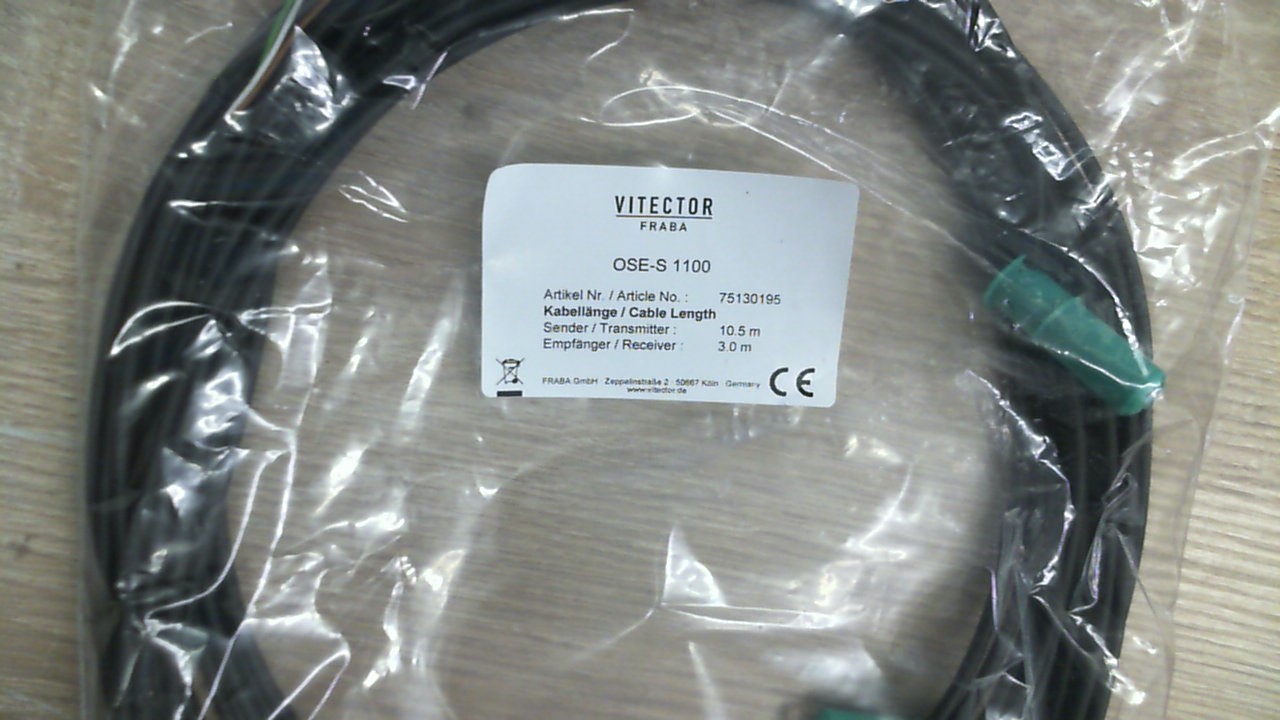 VITECTOR
FRABA
OSE-S 1100
Artikel Nr. / Article No. : 75130195
Kabellänge / Cable Length
Sender / Transmitter : 10.5 m
Empfänger / Receiver : 3.0 m
FRABA GmbH · Zeppelinstraße 2 · 50667 Köln · Germany
www.vitector.de
CE